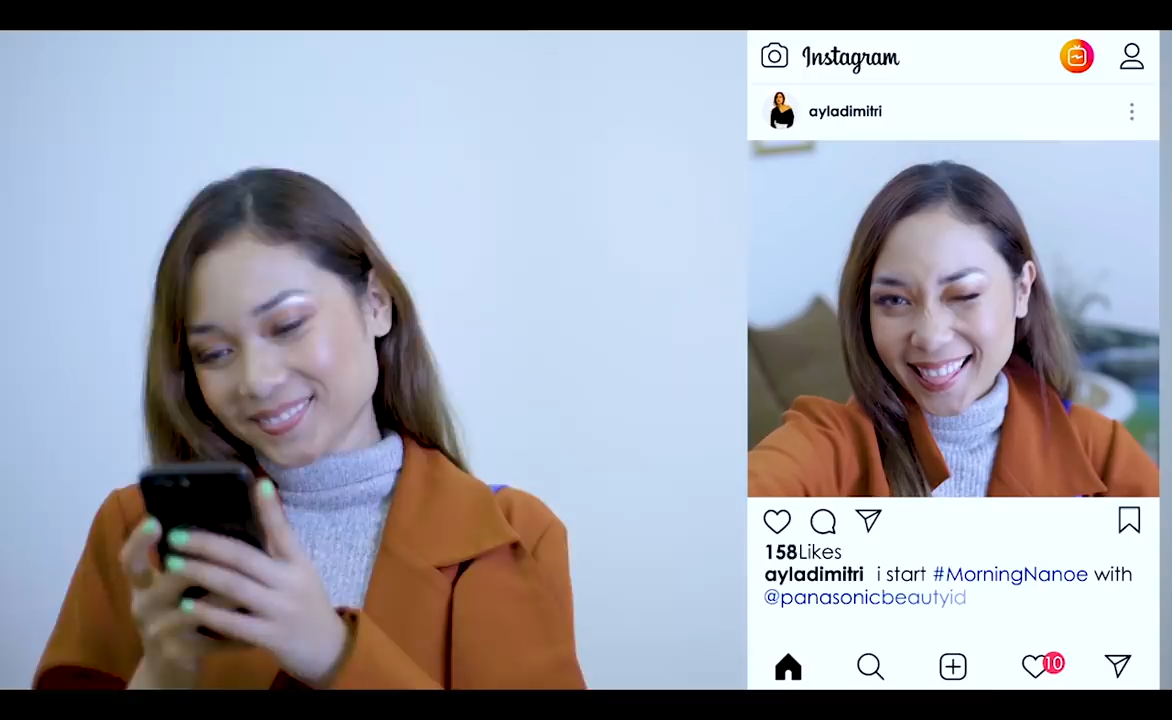 Instagram
ayladimitri
158Likes
ayladimitri i start #MorningNanoe with
@panasonicbeautyid
10